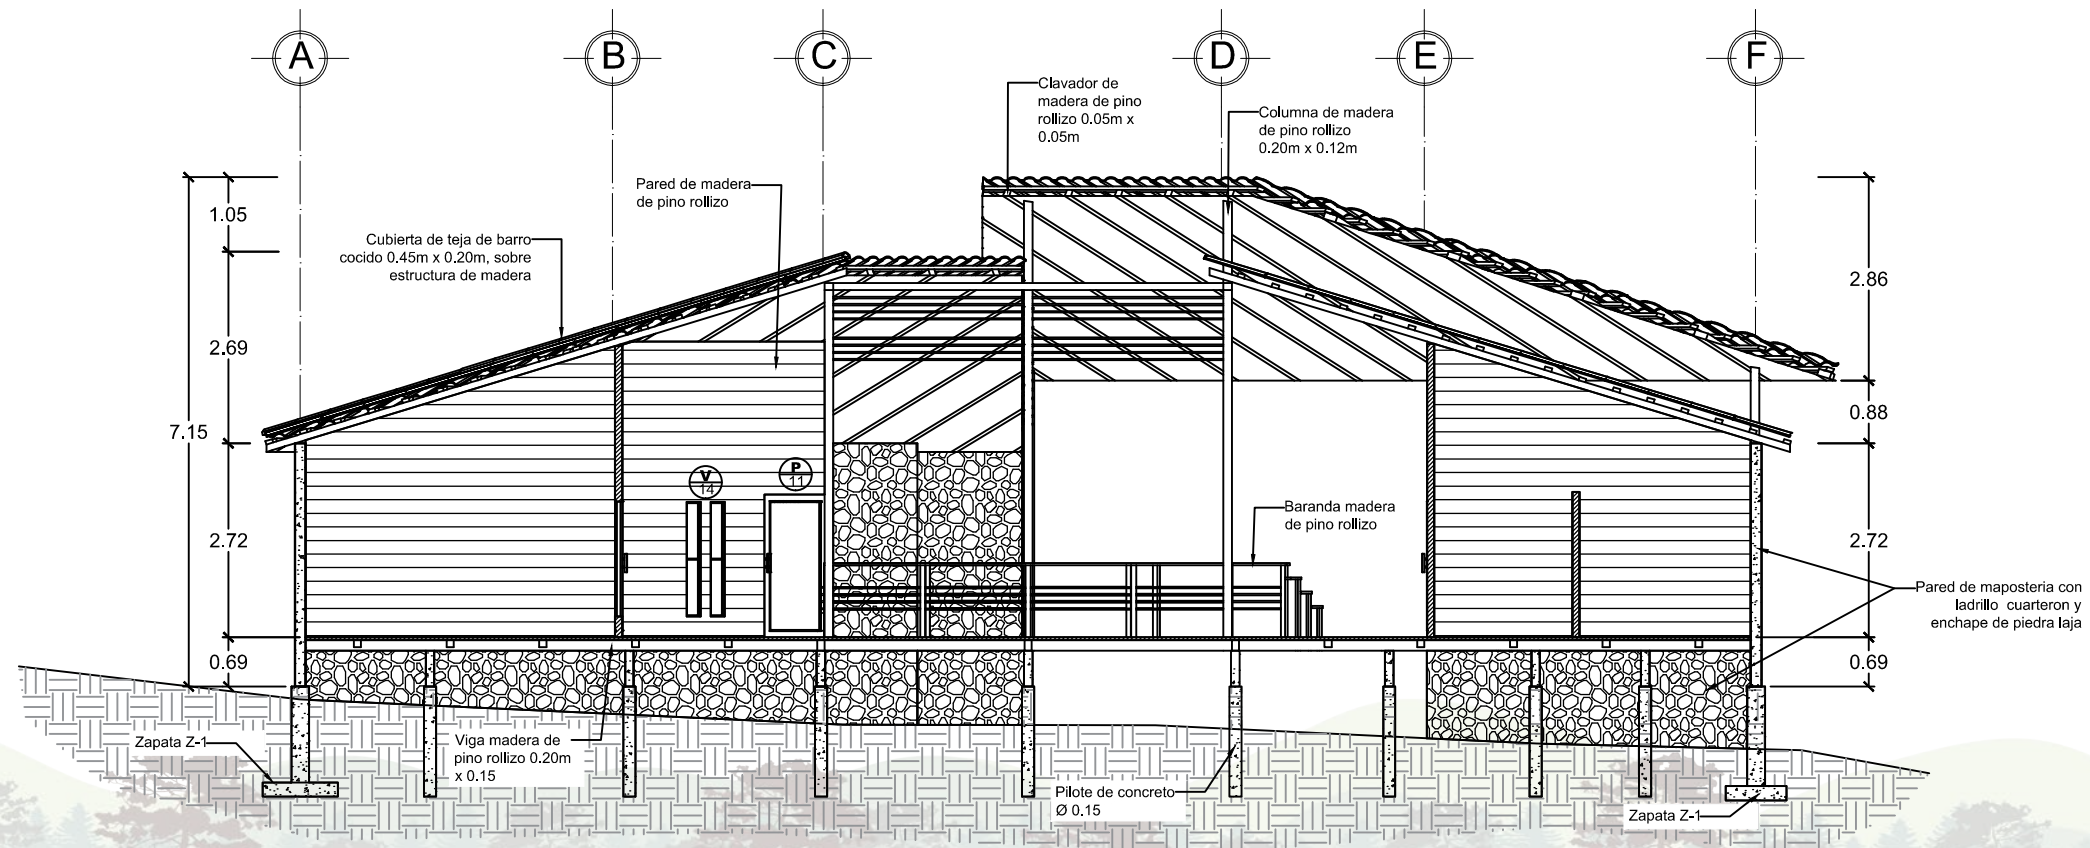 A
B
C
D
E
F
Clavador de
madera de pino
rollizo 0.05m x
0.05m
Columna de madera
de pino rollizo
0.20m x 0.12m
Pared de madera
de pino rollizo
Cubierta de teja de barro
cocido 0.45m x 0.20m, sobre
estructura de madera
1.05
2.69
7.15
2.72
0.69
2.86
0.88
2.72
0.69
V
14
P
11
Baranda madera
de pino rollizo
Pared de maposteria con
ladrillo cuarteron y
enchape de piedra laja
Zapata Z-1
Viga madera de
pino rollizo 0.20m
x 0.15
Pilote de concreto
Ø 0.15
Zapata Z-1